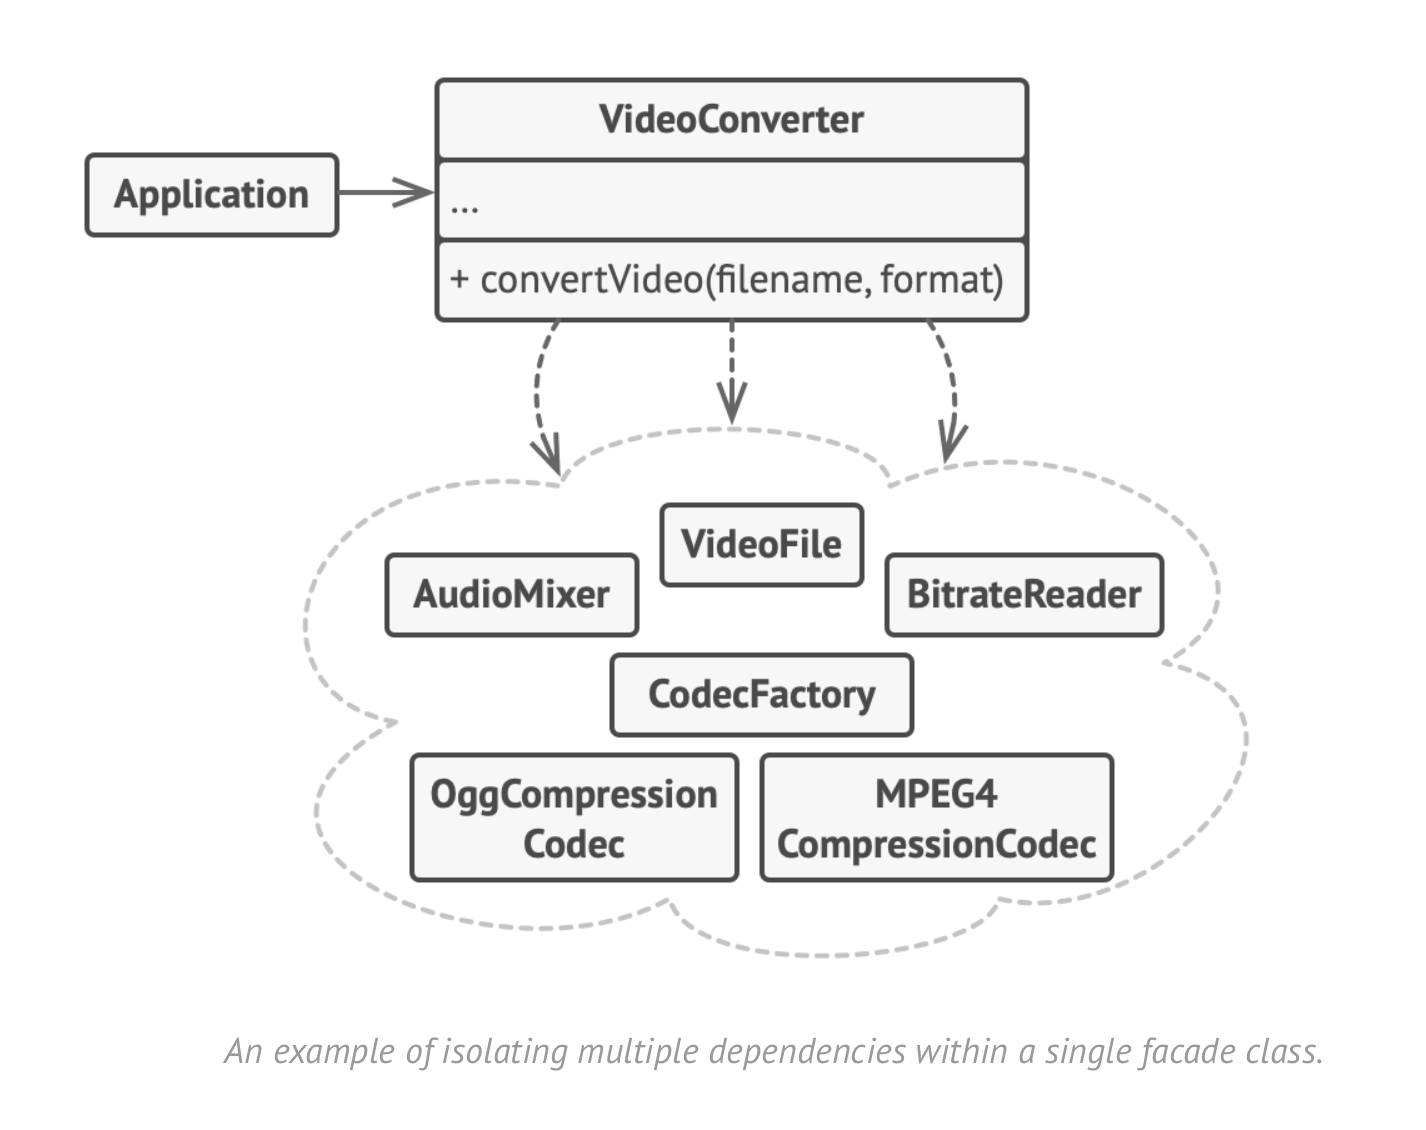 VideoConverter
Application
...
+ convertVideo(filename, format)
VideoFile
AudioMixer
BitrateReader
CodecFactory
OggCompression
Codec
MPEG4
CompressionCodec
An example of isolating multiple dependencies within a single facade class.